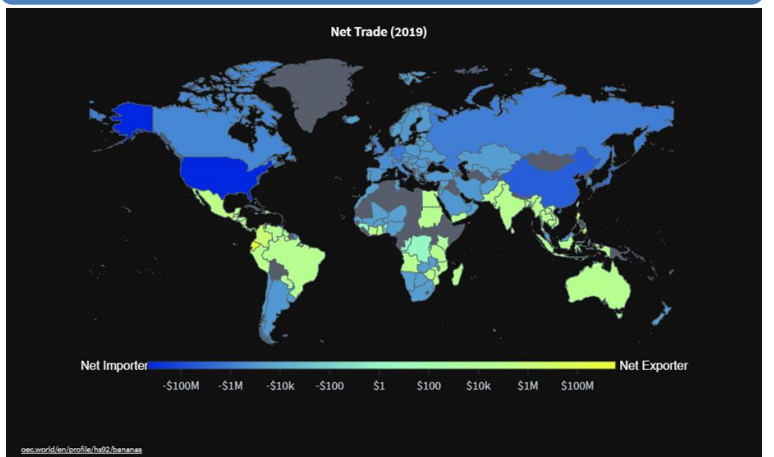 Net Trade (2019)
Net Importer Net Exporter
-$100M -$1M -$10k -$100 $1 $100 $10k $1M $100M
oec.world/en/profile/hs92/bananas